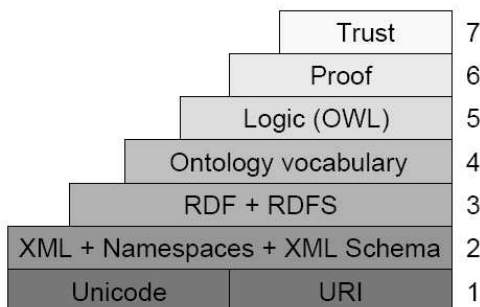 Trust 7
Proof 6
Logic (OWL) 5
Ontology vocabulary 4
RDF + RDFS 3
XML + Namespaces + XML Schema 2
Unicode URI 1